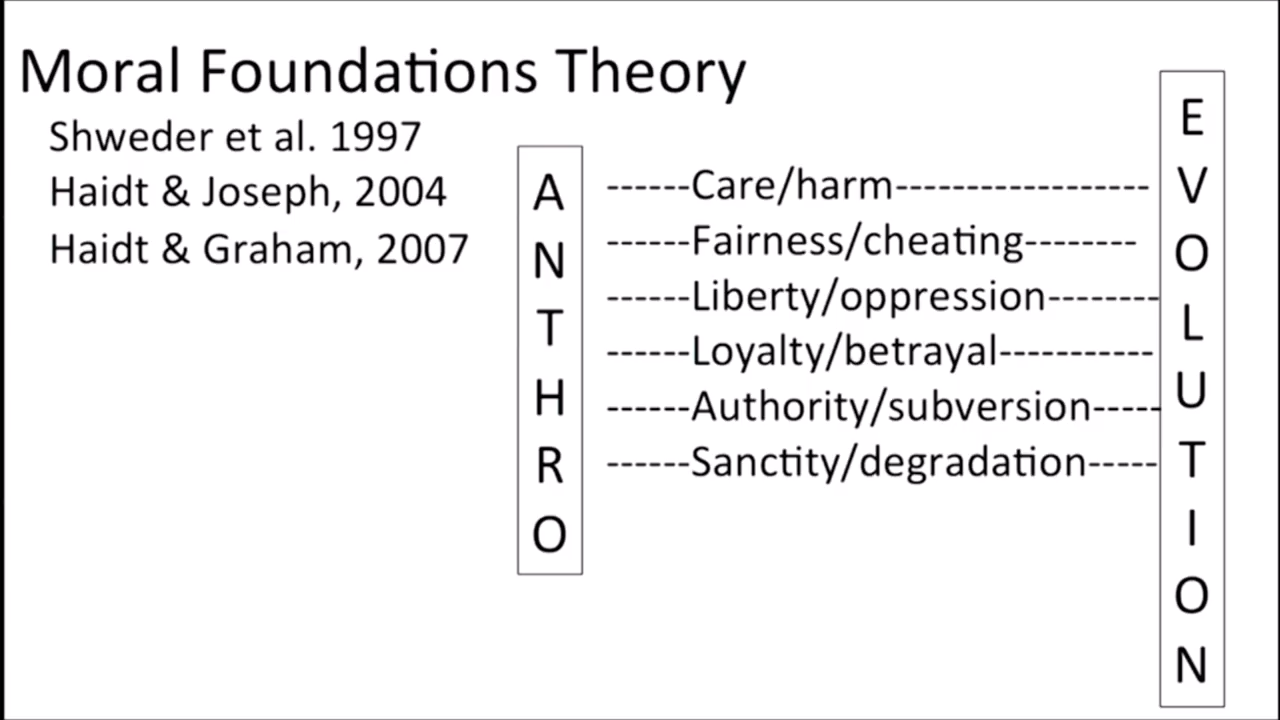 Moral Foundations Theory
Shweder et al. 1997
Haidt & Joseph, 2004
Haidt & Graham, 2007
ANTHRO
------Care/harm------------------
------Fairness/cheating--------
------Liberty/oppression--------
------Loyalty/betrayal-----------
------Authority/subversion-----
------Sanctity/degradation-----
EVOLUTION